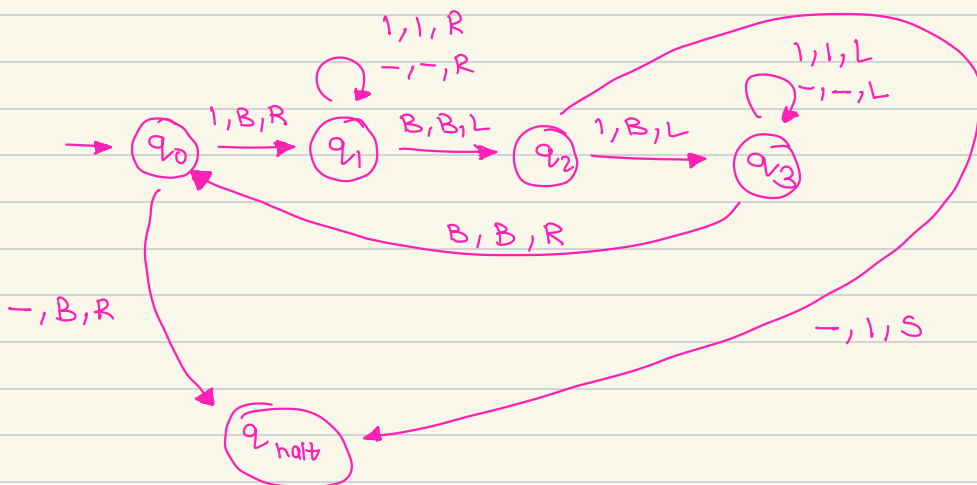 1,1,R
-,-,R
1,1,L
-,-,L
1,B,R
B,B,L
1,B,L
q0
q1
q2
q3
B,B,R
-,B,R
-,1,S
q halt